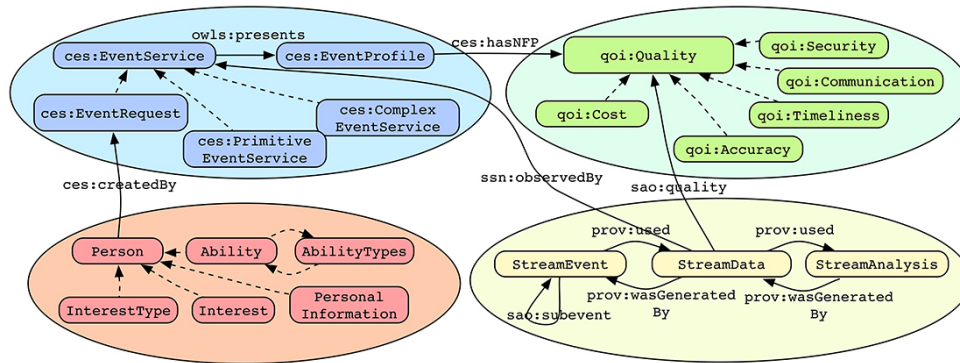 owls:presents
ces:hasNFP
ces:EventService
ces:EventProfile
qoi:Quality
qoi:Security
qoi:Communication
ces:EventRequest
ces:Complex
EventService
qoi:Cost
qoi:Timeliness
ces:Primitive
EventService
qoi:Accuracy
ces:createdBy
ssn:observedBy
sao:quality
prov:used
prov:used
Person
Ability
AbilityTypes
StreamEvent
StreamData
StreamAnalysis
InterestType
Interest
Personal
Information
prov:wasGenerated
By
prov:wasGenerated
By
sao:subevent